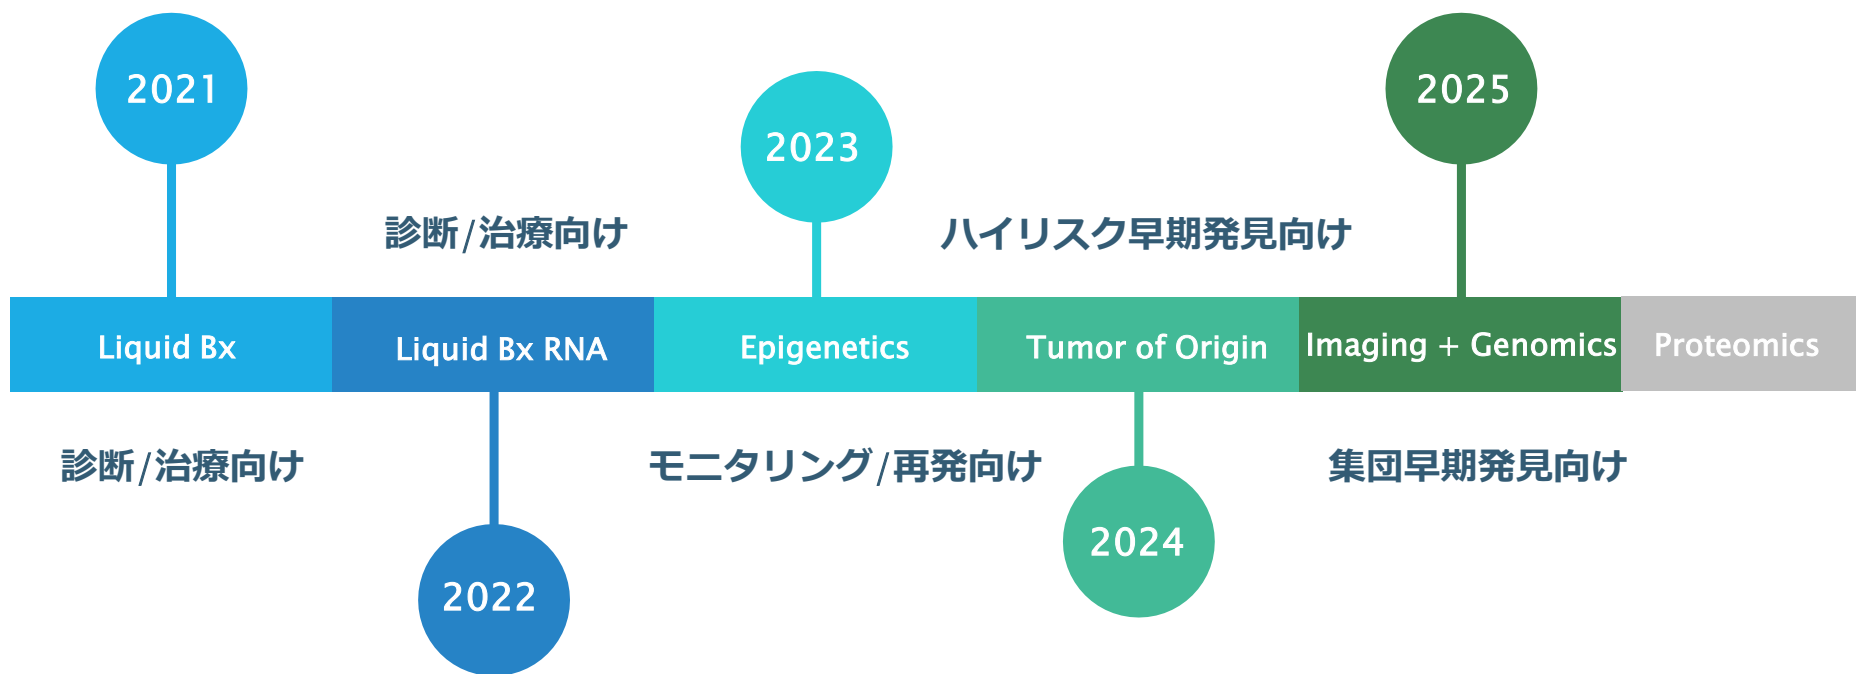 2021
2025
2023
診断/治療向け
ハイリスク早期発見向け
Liquid Bx
Liquid Bx RNA
Epigenetics
Tumor of Origin
Imaging + Genomics
Proteomics
診断/治療向け
モニタリング/再発向け
集団早期発見向け
2024
2022